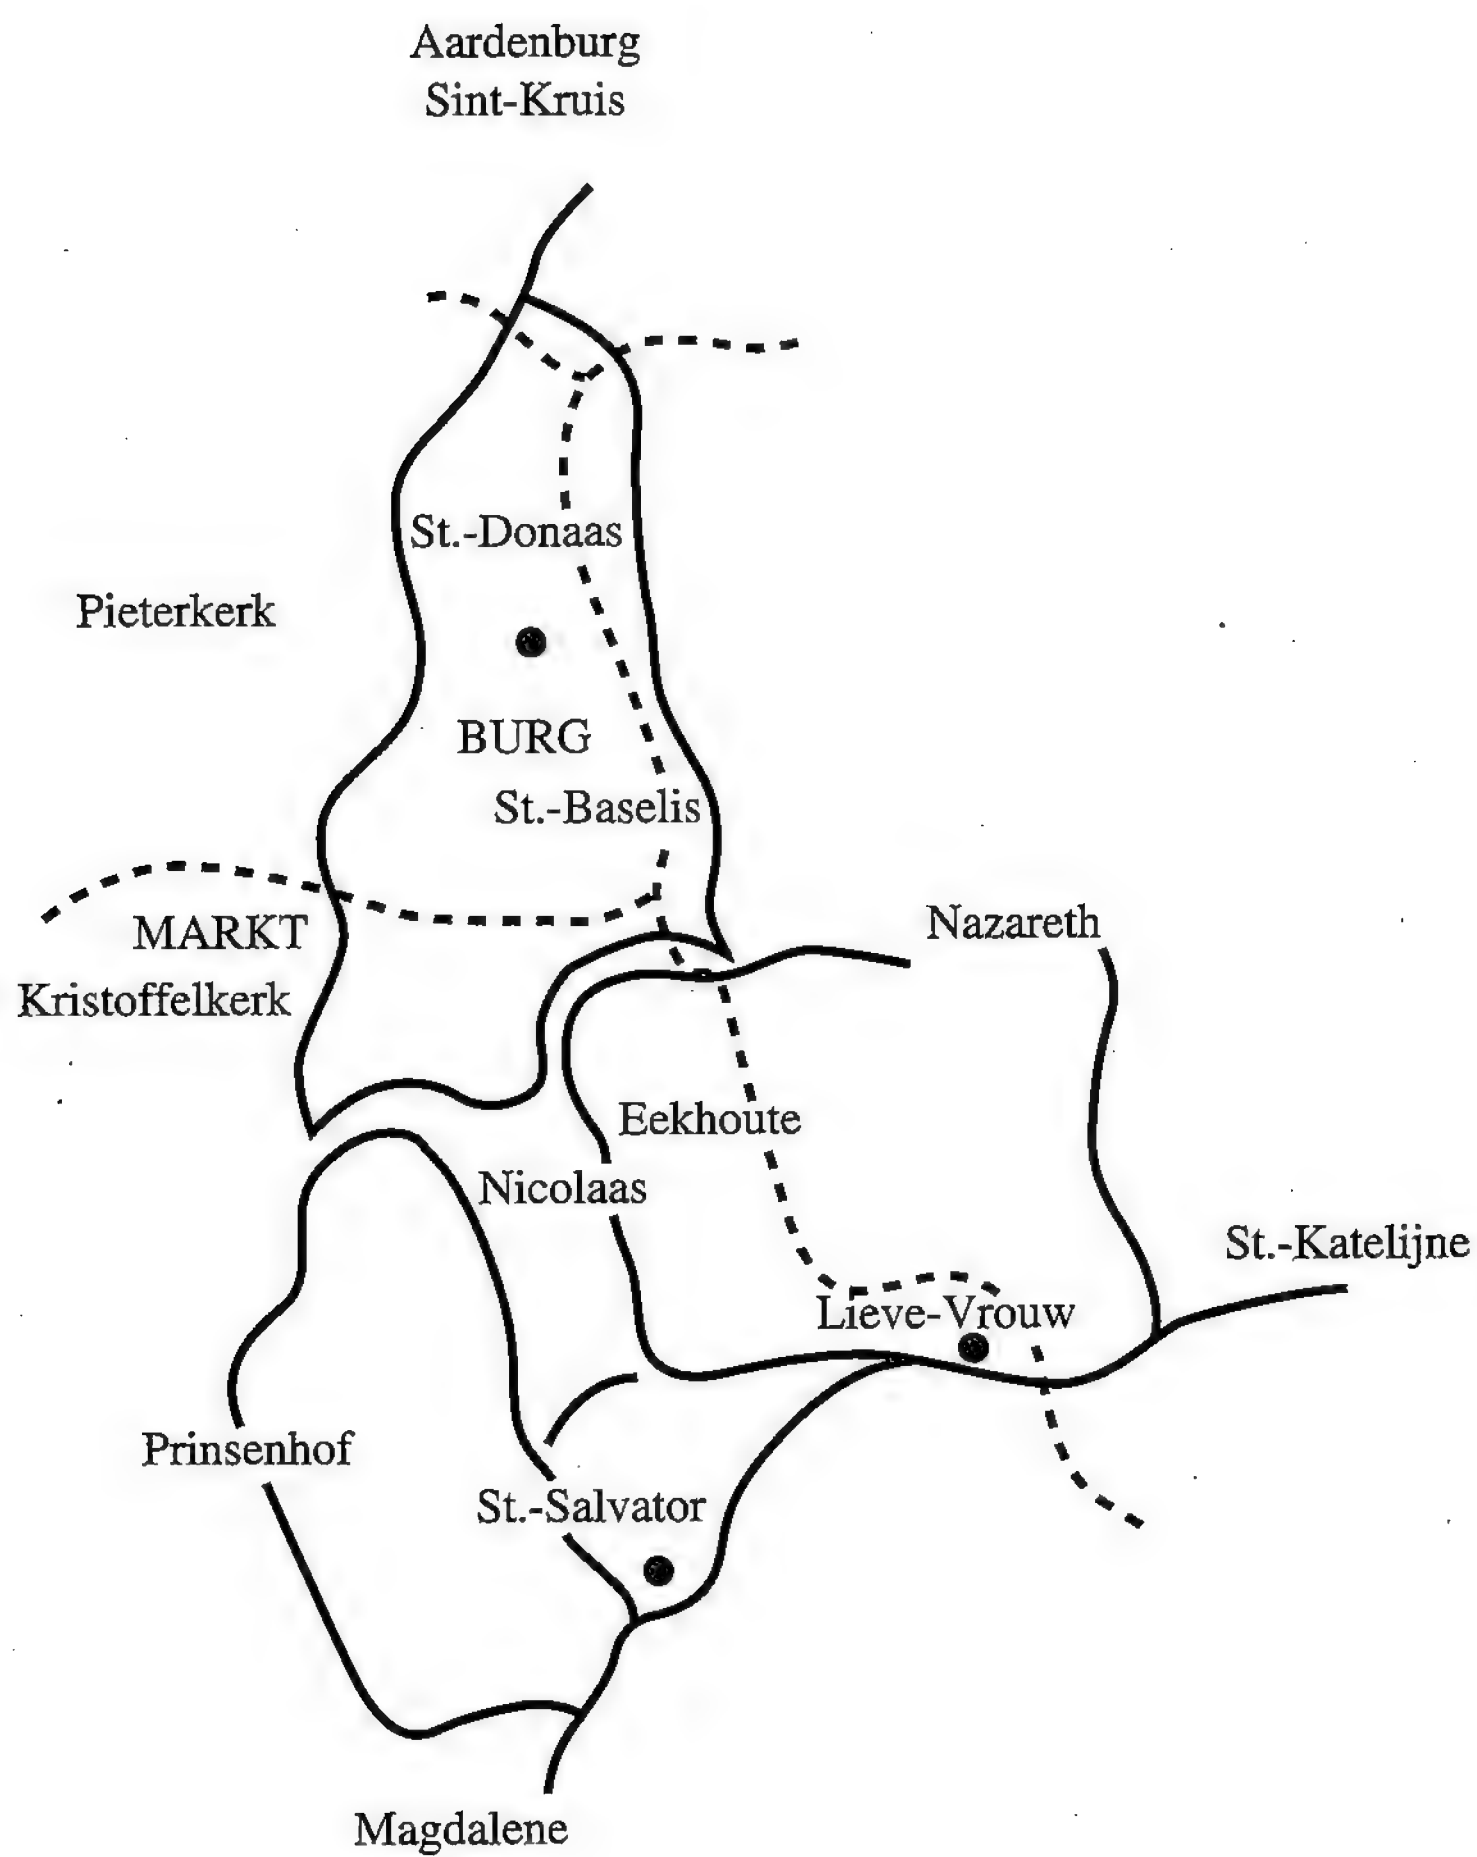 Aardenburg
Sint-Kruis
St.-Donaas
Pieterkerk
BURG
St.-Baselis
MARKT
Nazareth
Kristoffelkerk
Eekhoute
Nicolaas
St.-Katelijne
Lieve-Vrouw
Prinsenhof
St.-Salvator
Magdalene